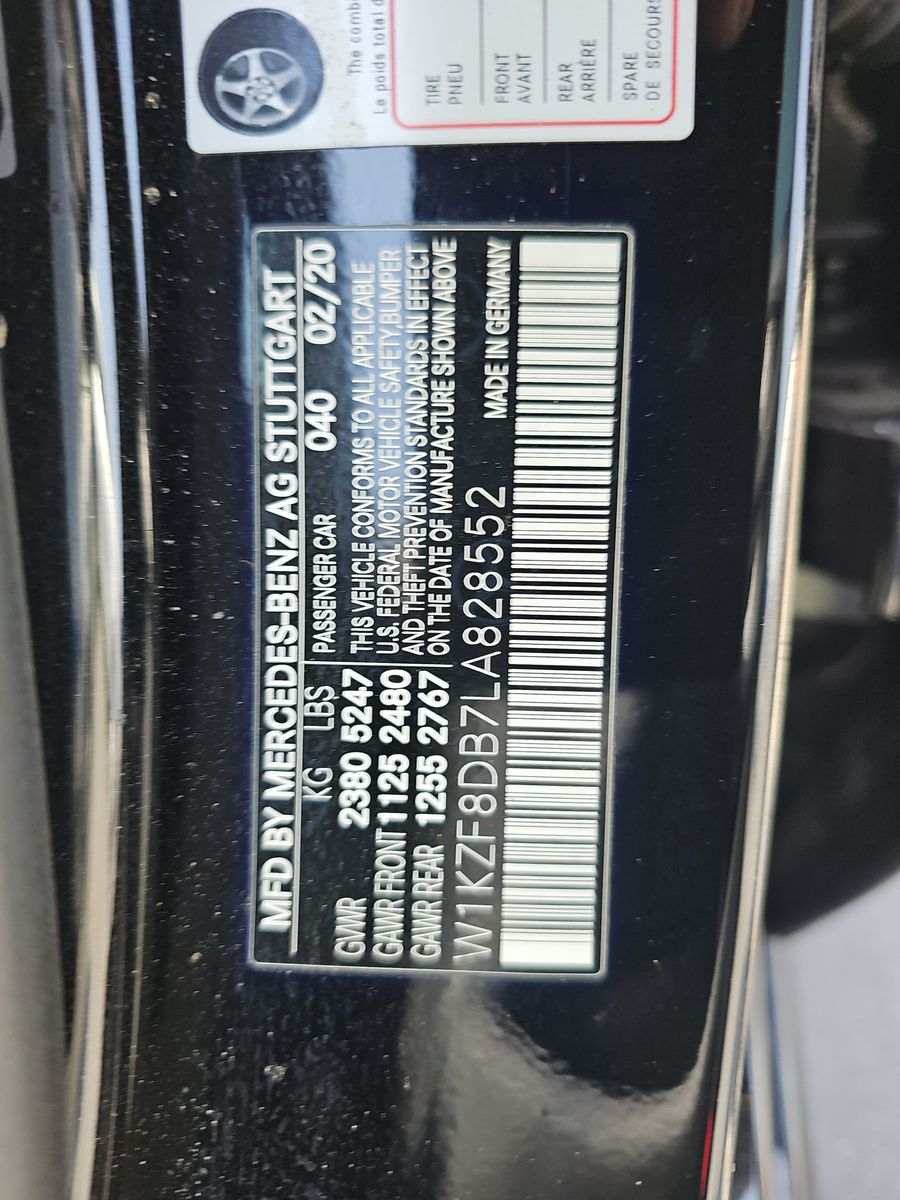 MFD BY MERCEDES-BENZ AG STUTTGART
KG LBS PASSENGER CAR 040 02/20
GVWR 2380 5247 THIS VEHICLE CONFORMS TO ALL APPLICABLE
GAWR FRONT 1125 2480 U.S. FEDERAL MOTOR VEHICLE SAFETY,BUMPER
GAWR REAR 1255 2767 AND THEFT PREVENTION STANDARDS IN EFFECT
ON THE DATE OF MANUFACTURE SHOWN ABOVE
W1KZF8DB7LA828552 MADE IN GERMANY
The comb
Le poids total d
TIRE
PNEU
FRONT
AVANT
REAR
ARRIÈRE
SPARE
DE SECOURS